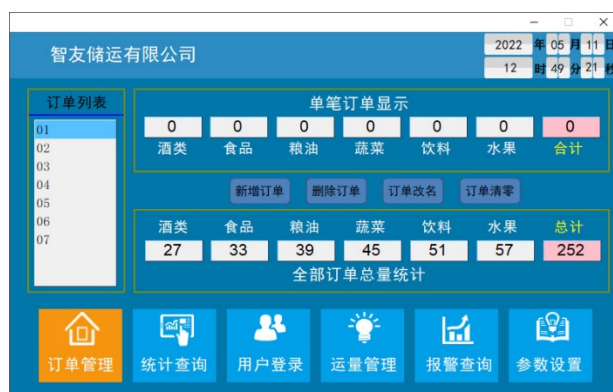 智友储运有限公司
2022 年 05 月 11 日
12 时 49 分 21 秒
订单列表
01
02
03
04
05
06
07
单笔订单显示
0 0 0 0 0 0 0
酒类 食品 粮油 蔬菜 饮料 水果 合计
新增订单 删除订单 订单改名 订单清零
酒类 食品 粮油 蔬菜 饮料 水果 总计
27 33 39 45 51 57 252
全部订单总量统计
订单管理 统计查询 用户登录 运量管理 报警查询 参数设置